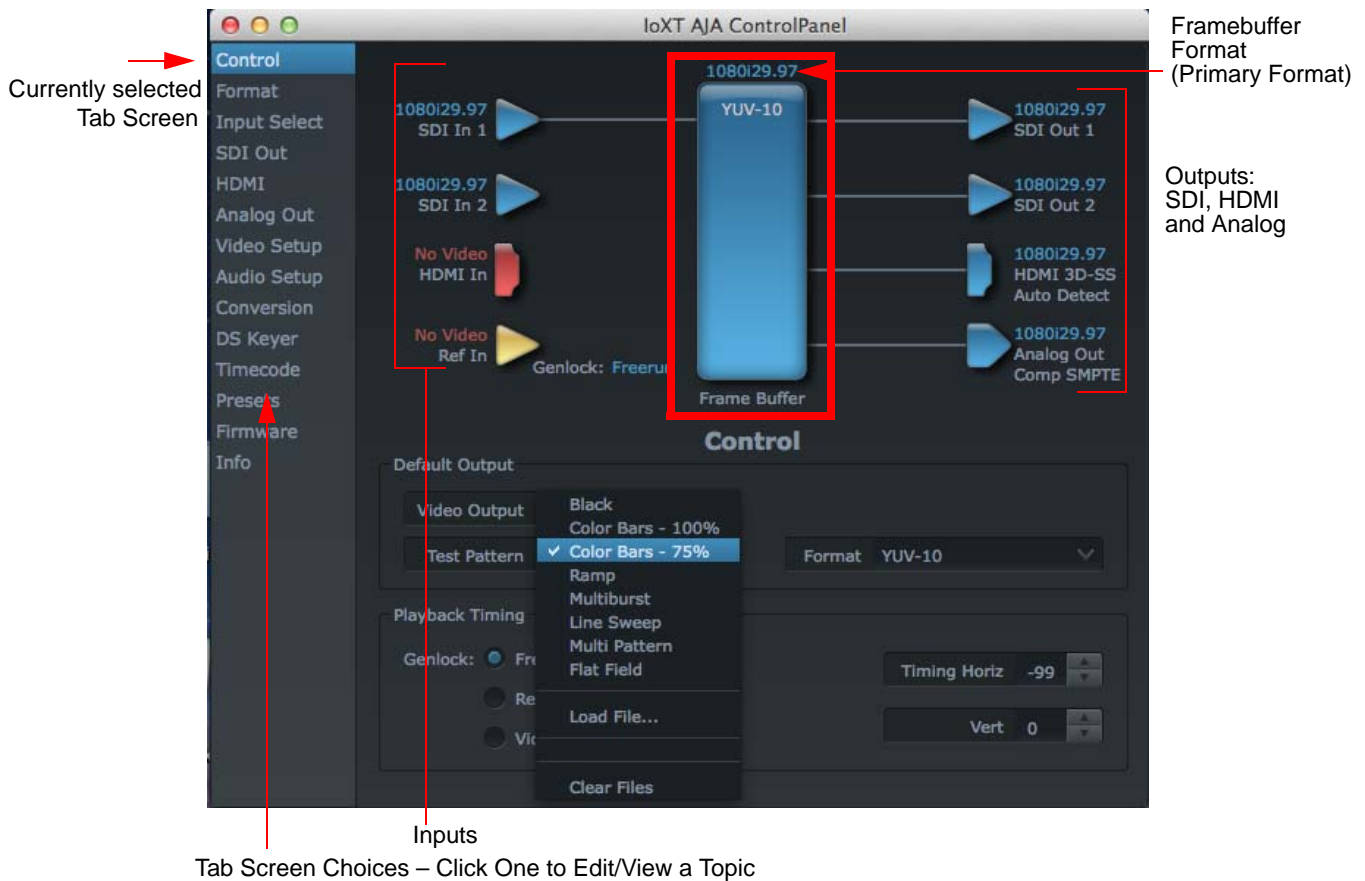 IoXT AJA ControlPanel
Framebuffer
Format
(Primary Format)
Currently selected
Tab Screen
Control
Format
Input Select
SDI Out
HDMI
Analog Out
Video Setup
Audio Setup
Conversion
DS Keyer
Timecode
Presets
Firmware
Info
1080i29.97
SDI In 1
1080i29.97
SDI In 2
No Video
HDMI In
No Video
Ref In
Genlock: Freerun
1080i29.97
YUV-10
Frame Buffer
1080i29.97
SDI Out 1
1080i29.97
SDI Out 2
1080i29.97
HDMI 3D-SS
Auto Detect
1080i29.97
Analog Out
Comp SMPTE
Outputs:
SDI, HDMI
and Analog
Control
Default Output
Video Output
Test Pattern
Black
Color Bars - 100%
✓ Color Bars - 75%
Ramp
Multiburst
Line Sweep
Multi Pattern
Flat Field
Load File...
Clear Files
Format YUV-10
Playback Timing
Genlock: Fre
Re
Vid
Timing Horiz -99
Vert 0
Inputs
Tab Screen Choices – Click One to Edit/View a Topic